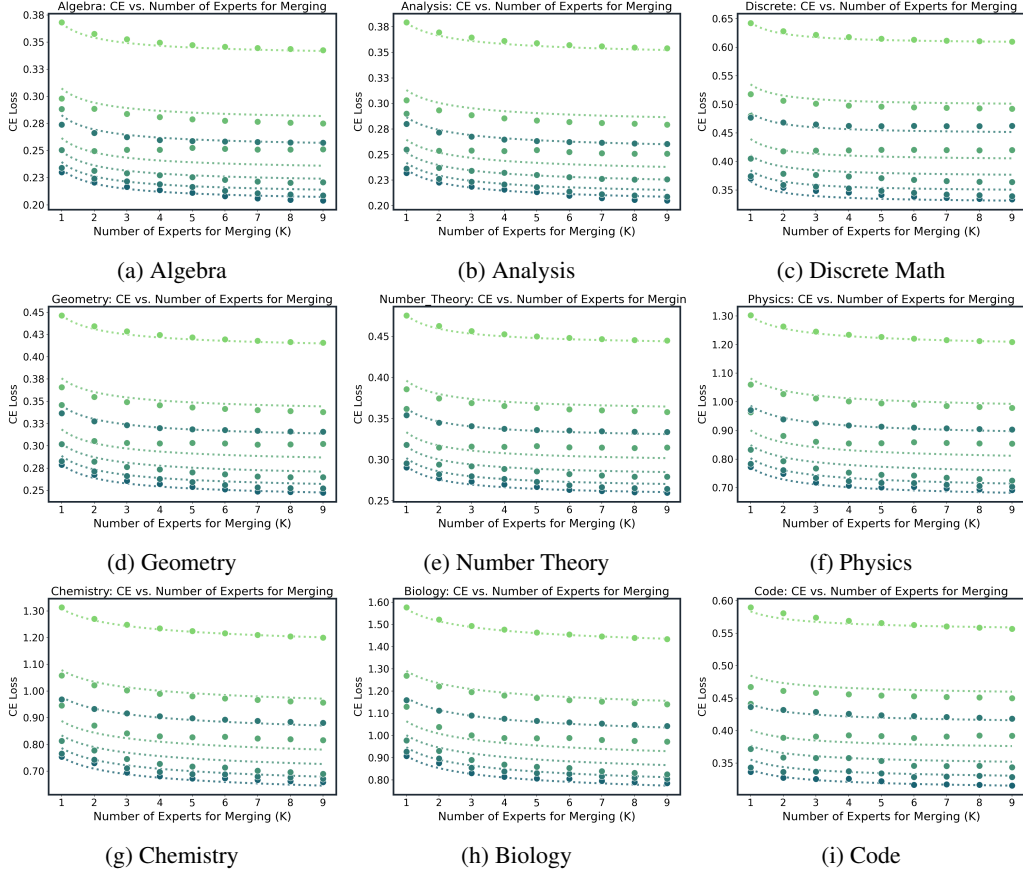 Algebra: CE vs. Number of Experts for Merging
CE Loss
0.38
0.35
0.33
0.30
0.28
0.25
0.23
0.20
1 2 3 4 5 6 7 8 9
Number of Experts for Merging (K)
(a) Algebra
Analysis: CE vs. Number of Experts for Merging
CE Loss
0.38
0.35
0.33
0.30
0.28
0.25
0.23
0.20
1 2 3 4 5 6 7 8 9
Number of Experts for Merging (K)
(b) Analysis
Discrete: CE vs. Number of Experts for Merging
CE Loss
0.65
0.60
0.55
0.50
0.45
0.40
0.35
1 2 3 4 5 6 7 8 9
Number of Experts for Merging (K)
(c) Discrete Math
Geometry: CE vs. Number of Experts for Merging
CE Loss
0.45
0.43
0.40
0.38
0.35
0.33
0.30
0.28
0.25
1 2 3 4 5 6 7 8 9
Number of Experts for Merging (K)
(d) Geometry
Number_Theory: CE vs. Number of Experts for Mergin
CE Loss
0.45
0.40
0.35
0.30
0.25
1 2 3 4 5 6 7 8 9
Number of Experts for Merging (K)
(e) Number Theory
Physics: CE vs. Number of Experts for Merging
CE Loss
1.30
1.20
1.10
1.00
0.90
0.80
0.70
1 2 3 4 5 6 7 8 9
Number of Experts for Merging (K)
(f) Physics
Chemistry: CE vs. Number of Experts for Merging
CE Loss
1.30
1.20
1.10
1.00
0.90
0.80
0.70
1 2 3 4 5 6 7 8 9
Number of Experts for Merging (K)
(g) Chemistry
Biology: CE vs. Number of Experts for Merging
CE Loss
1.60
1.50
1.40
1.30
1.20
1.10
1.00
0.90
0.80
1 2 3 4 5 6 7 8 9
Number of Experts for Merging (K)
(h) Biology
Code: CE vs. Number of Experts for Merging
CE Loss
0.60
0.55
0.50
0.45
0.40
0.35
1 2 3 4 5 6 7 8 9
Number of Experts for Merging (K)
(i) Code